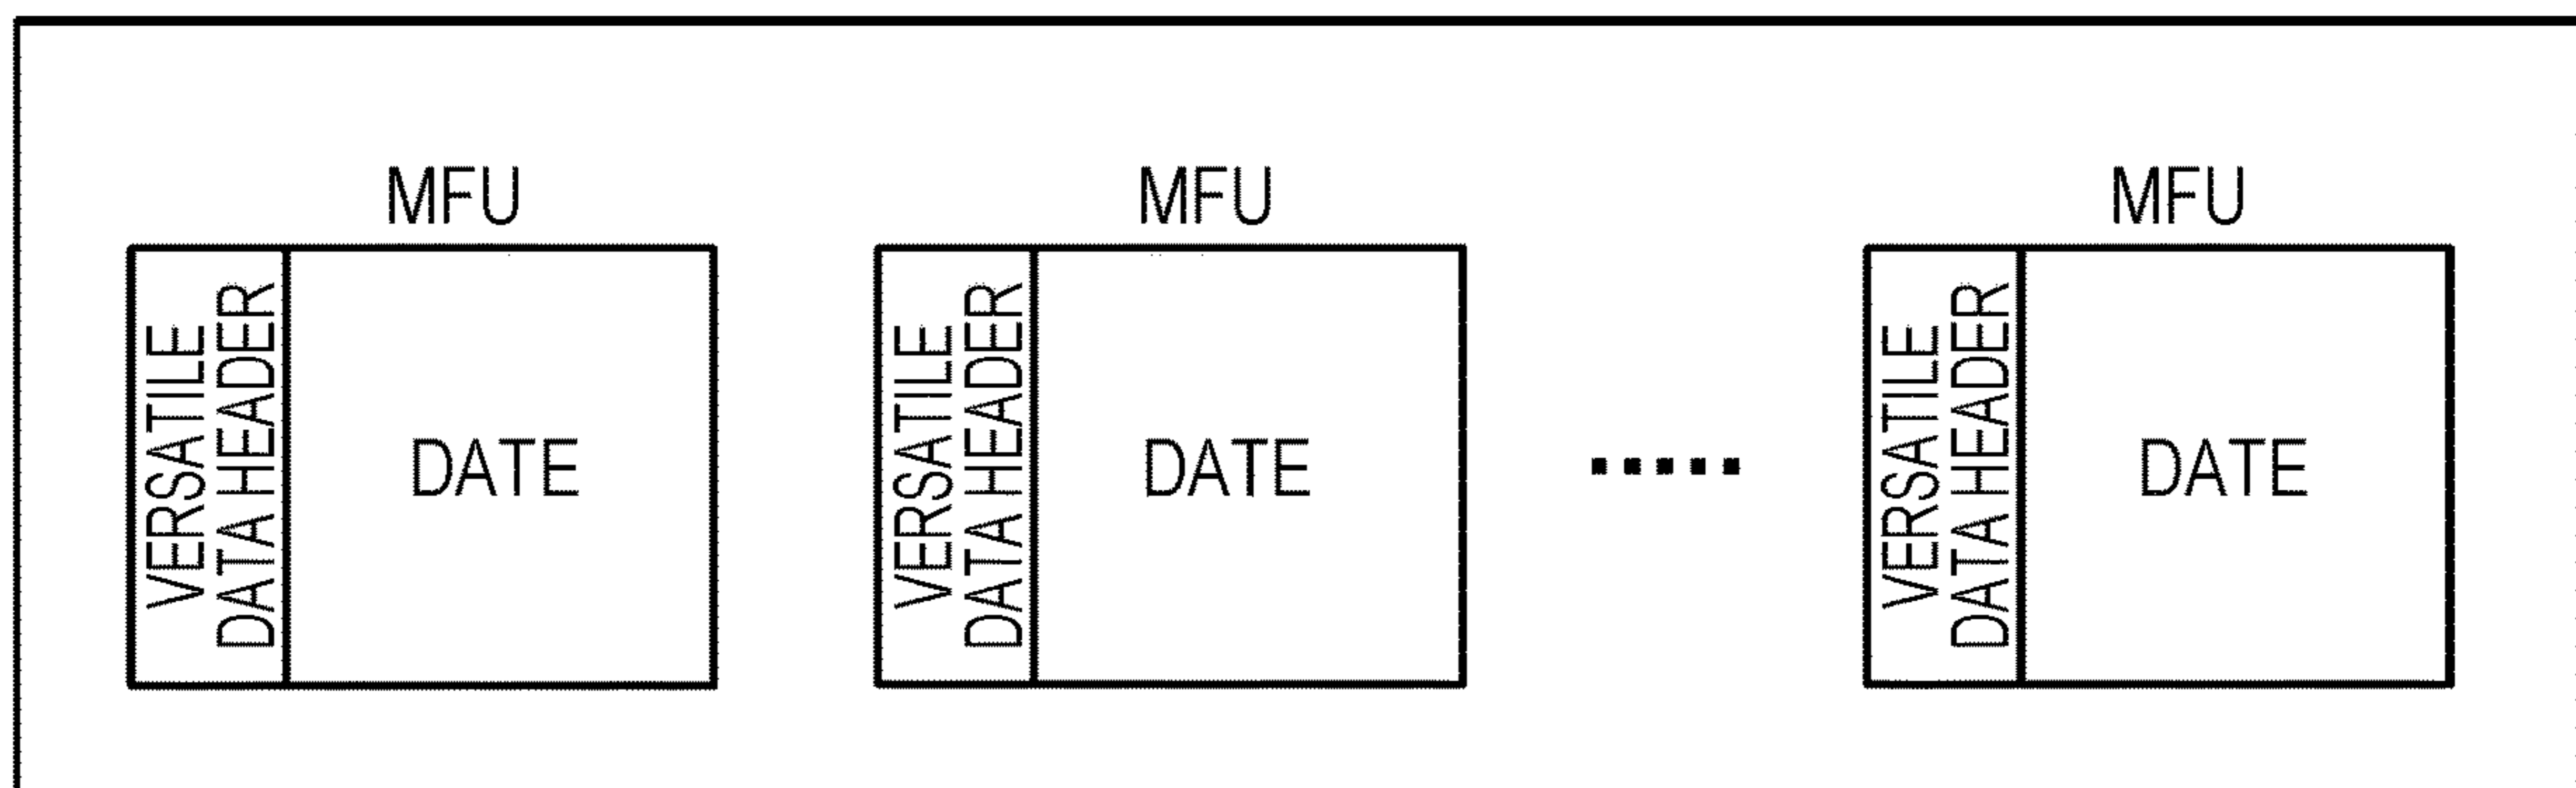 MFU
MFU
MFU
VERSATILE
DATA HEADER
DATE
VERSATILE
DATA HEADER
DATE
VERSATILE
DATA HEADER
DATE